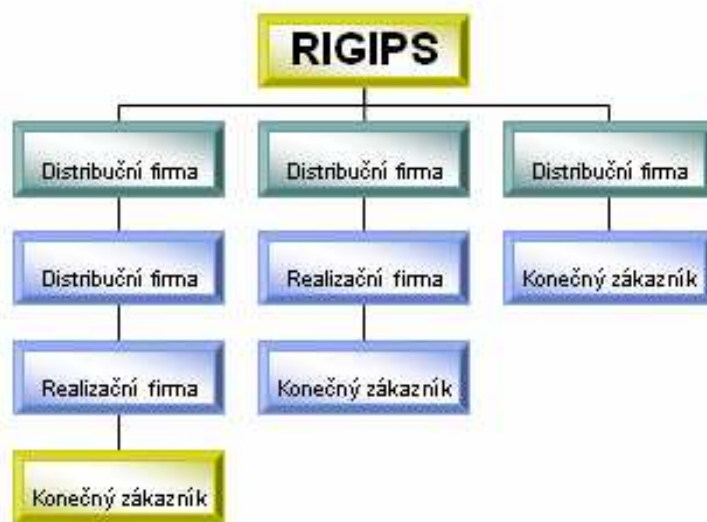 RIGIPS
Distribuční firma
Distribuční firma
Distribuční firma
Distribuční firma
Realizační firma
Konečný zákazník
Realizační firma
Konečný zákazník
Konečný zákazník